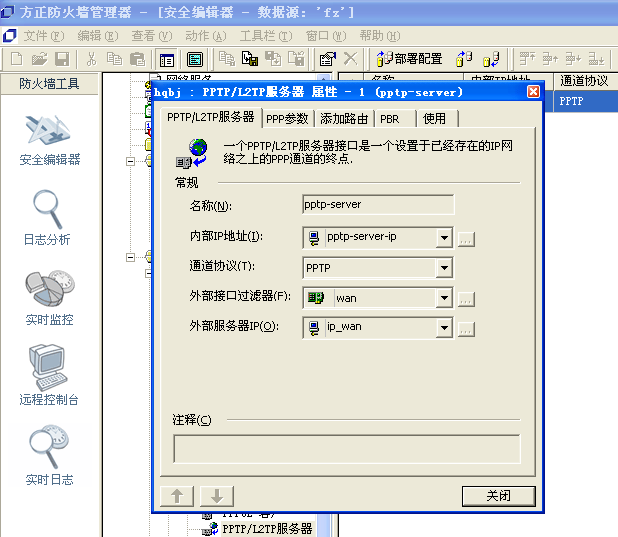 方正防火墙管理器 - [安全编辑器 - 数据源：'fz']
文件(F) 编辑(E) 查看(V) 动作(A) 工具栏(T) 窗口(W) 帮助(H)
部署配置
防火墙工具
安全编辑器
日志分析
实时监控
远程控制台
实时日志
网络服务
名称 内部IP地址 通道协议
PPTP
hqbj : PPTP/L2TP服务器 属性 - 1 (pptp-server)
PPTP/L2TP服务器 PPP参数 添加路由 PBR 使用
一个PPTP/L2TP服务器接口是一个设置于已经存在的IP网
络之上的PPP通道的终点.
常规
名称(N): pptp-server
内部IP地址(I): pptp-server-ip ...
通道协议(T): PPTP
外部接口过滤器(F): wan ...
外部服务器IP(O): ip_wan ...
注释(C)
关闭
PPTP/L2TP服务器